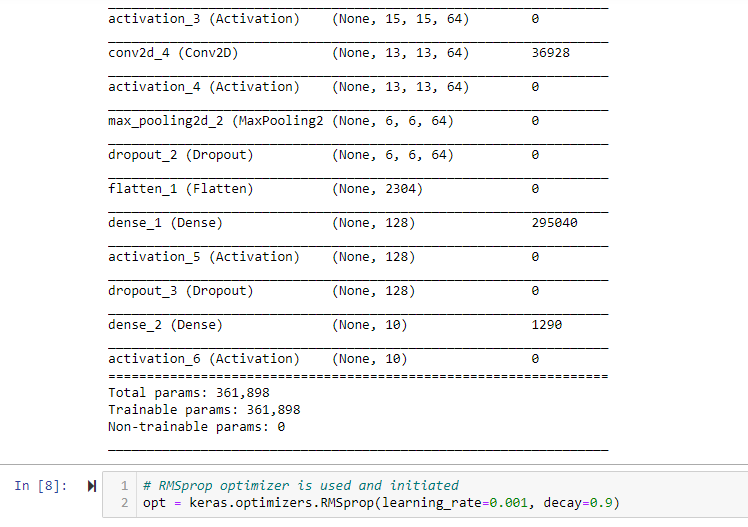 activation_3 (Activation) (None, 15, 15, 64) 0
conv2d_4 (Conv2D) (None, 13, 13, 64) 36928
activation_4 (Activation) (None, 13, 13, 64) 0
max_pooling2d_2 (MaxPooling2 (None, 6, 6, 64) 0
dropout_2 (Dropout) (None, 6, 6, 64) 0
flatten_1 (Flatten) (None, 2304) 0
dense_1 (Dense) (None, 128) 295040
activation_5 (Activation) (None, 128) 0
dropout_3 (Dropout) (None, 128) 0
dense_2 (Dense) (None, 10) 1290
activation_6 (Activation) (None, 10) 0
=================================================================
Total params: 361,898
Trainable params: 361,898
Non-trainable params: 0
In [8]: 1 # RMSprop optimizer is used and initiated
2 opt = keras.optimizers.RMSprop(learning_rate=0.001, decay=0.9)